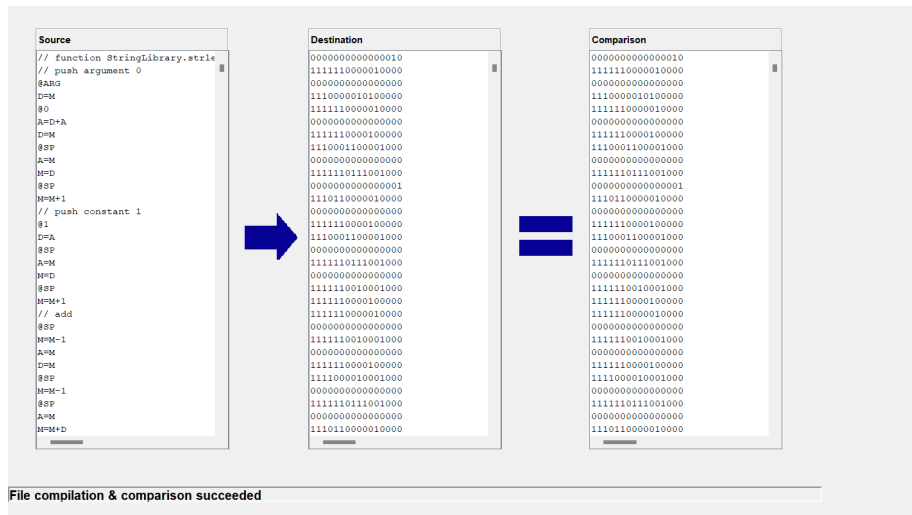 Source
// function StringLibrary.strle
// push argument 0
@ARG
D=M
@0
A=D+A
D=M
@SP
A=M
M=D
@SP
M=M+1
// push constant 1
@1
D=A
@SP
A=M
M=D
@SP
M=M+1
// add
@SP
M=M-1
A=M
D=M
@SP
M=M-1
@SP
A=M
M=M+D
Destination
0000000000000010
1111110000010000
0000000000000000
1110000010100000
1111110000010000
0000000000000000
1111110000100000
1110001100001000
0000000000000000
1111110111001000
0000000000000001
1110110000010000
0000000000000000
1111110000100000
1110001100001000
0000000000000000
1111110111001000
0000000000000000
1111110010001000
1111110000100000
1111110000010000
0000000000000000
1111110010001000
0000000000000000
1111110000100000
1111000010001000
0000000000000000
1111110111001000
0000000000000000
1110110000010000
Comparison
0000000000000010
1111110000010000
0000000000000000
1110000010100000
1111110000010000
0000000000000000
1111110000100000
1110001100001000
0000000000000000
1111110111001000
0000000000000001
1110110000010000
0000000000000000
1111110000100000
1110001100001000
0000000000000000
1111110111001000
0000000000000000
1111110010001000
1111110000100000
1111110000010000
0000000000000000
1111110010001000
0000000000000000
1111110000100000
1111000010001000
0000000000000000
1111110111001000
0000000000000000
1110110000010000
File compilation & comparison succeeded